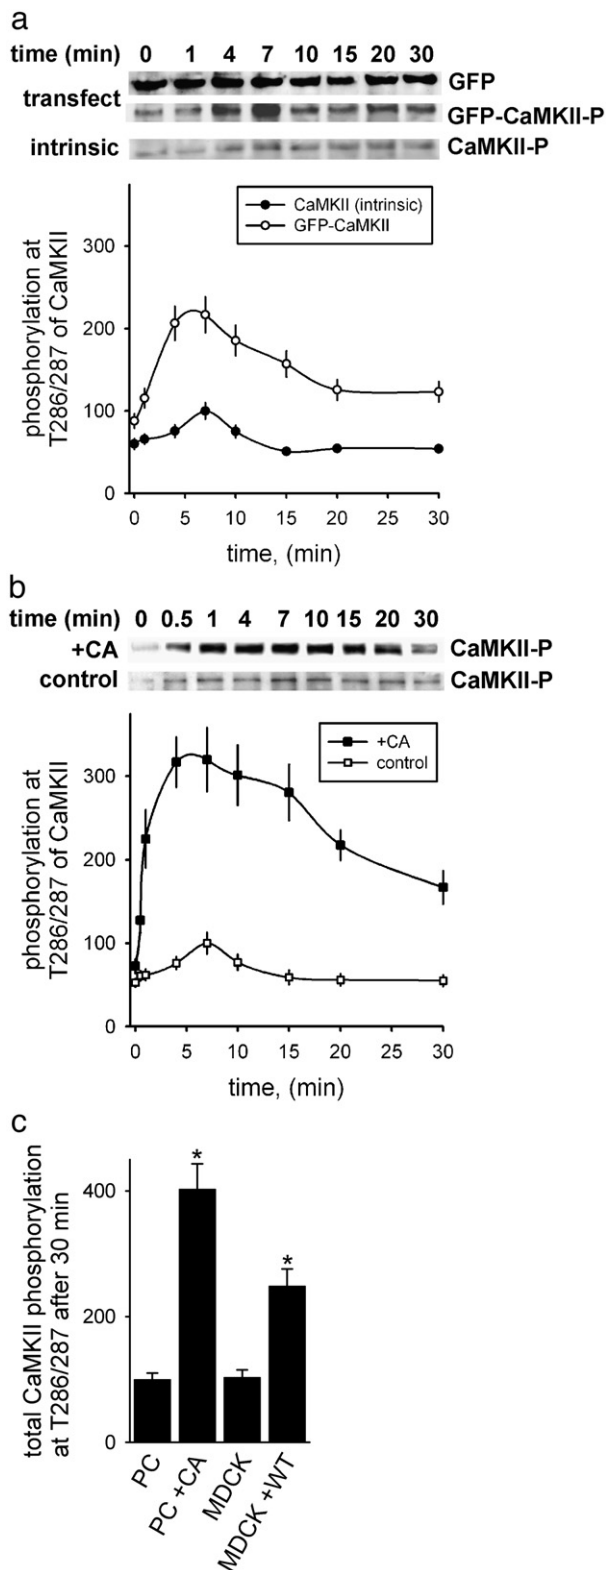 a
time (min) 0 1 4 7 10 15 20 30
GFP
transfect
GFP-CaMKII-P
intrinsic CaMKII-P
CaMKII (intrinsic)
GFP-CaMKII
phosphorylation at
T286/287 of CaMKII
300
200
100
0
0 5 10 15 20 25 30
time, (min)
b
time (min) 0 0.5 1 4 7 10 15 20 30
+CA CaMKII-P
control CaMKII-P
+CA
control
phosphorylation at
T286/287 of CaMKII
300
200
100
0
0 5 10 15 20 25 30
time, (min)
c
total CaMKII phosphorylation
at T286/287 after 30 min
400
200
0
* *
PC PC +CA MDCK MDCK +WT